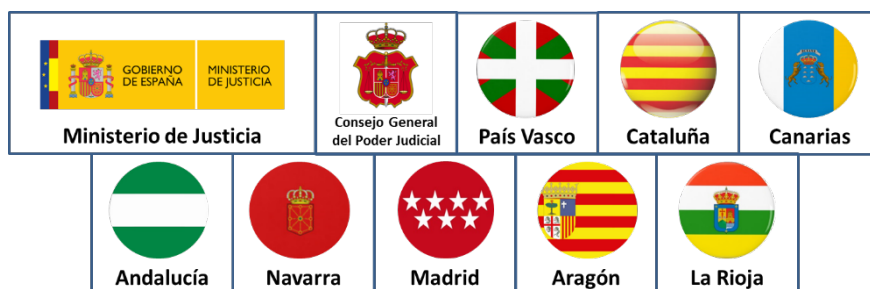 GOBIERNO
DE ESPAÑA
MINISTERIO
DE JUSTICIA
Ministerio de Justicia
Consejo General
del Poder Judicial
País Vasco
Cataluña
Canarias
Andalucía
Navarra
Madrid
Aragón
La Rioja